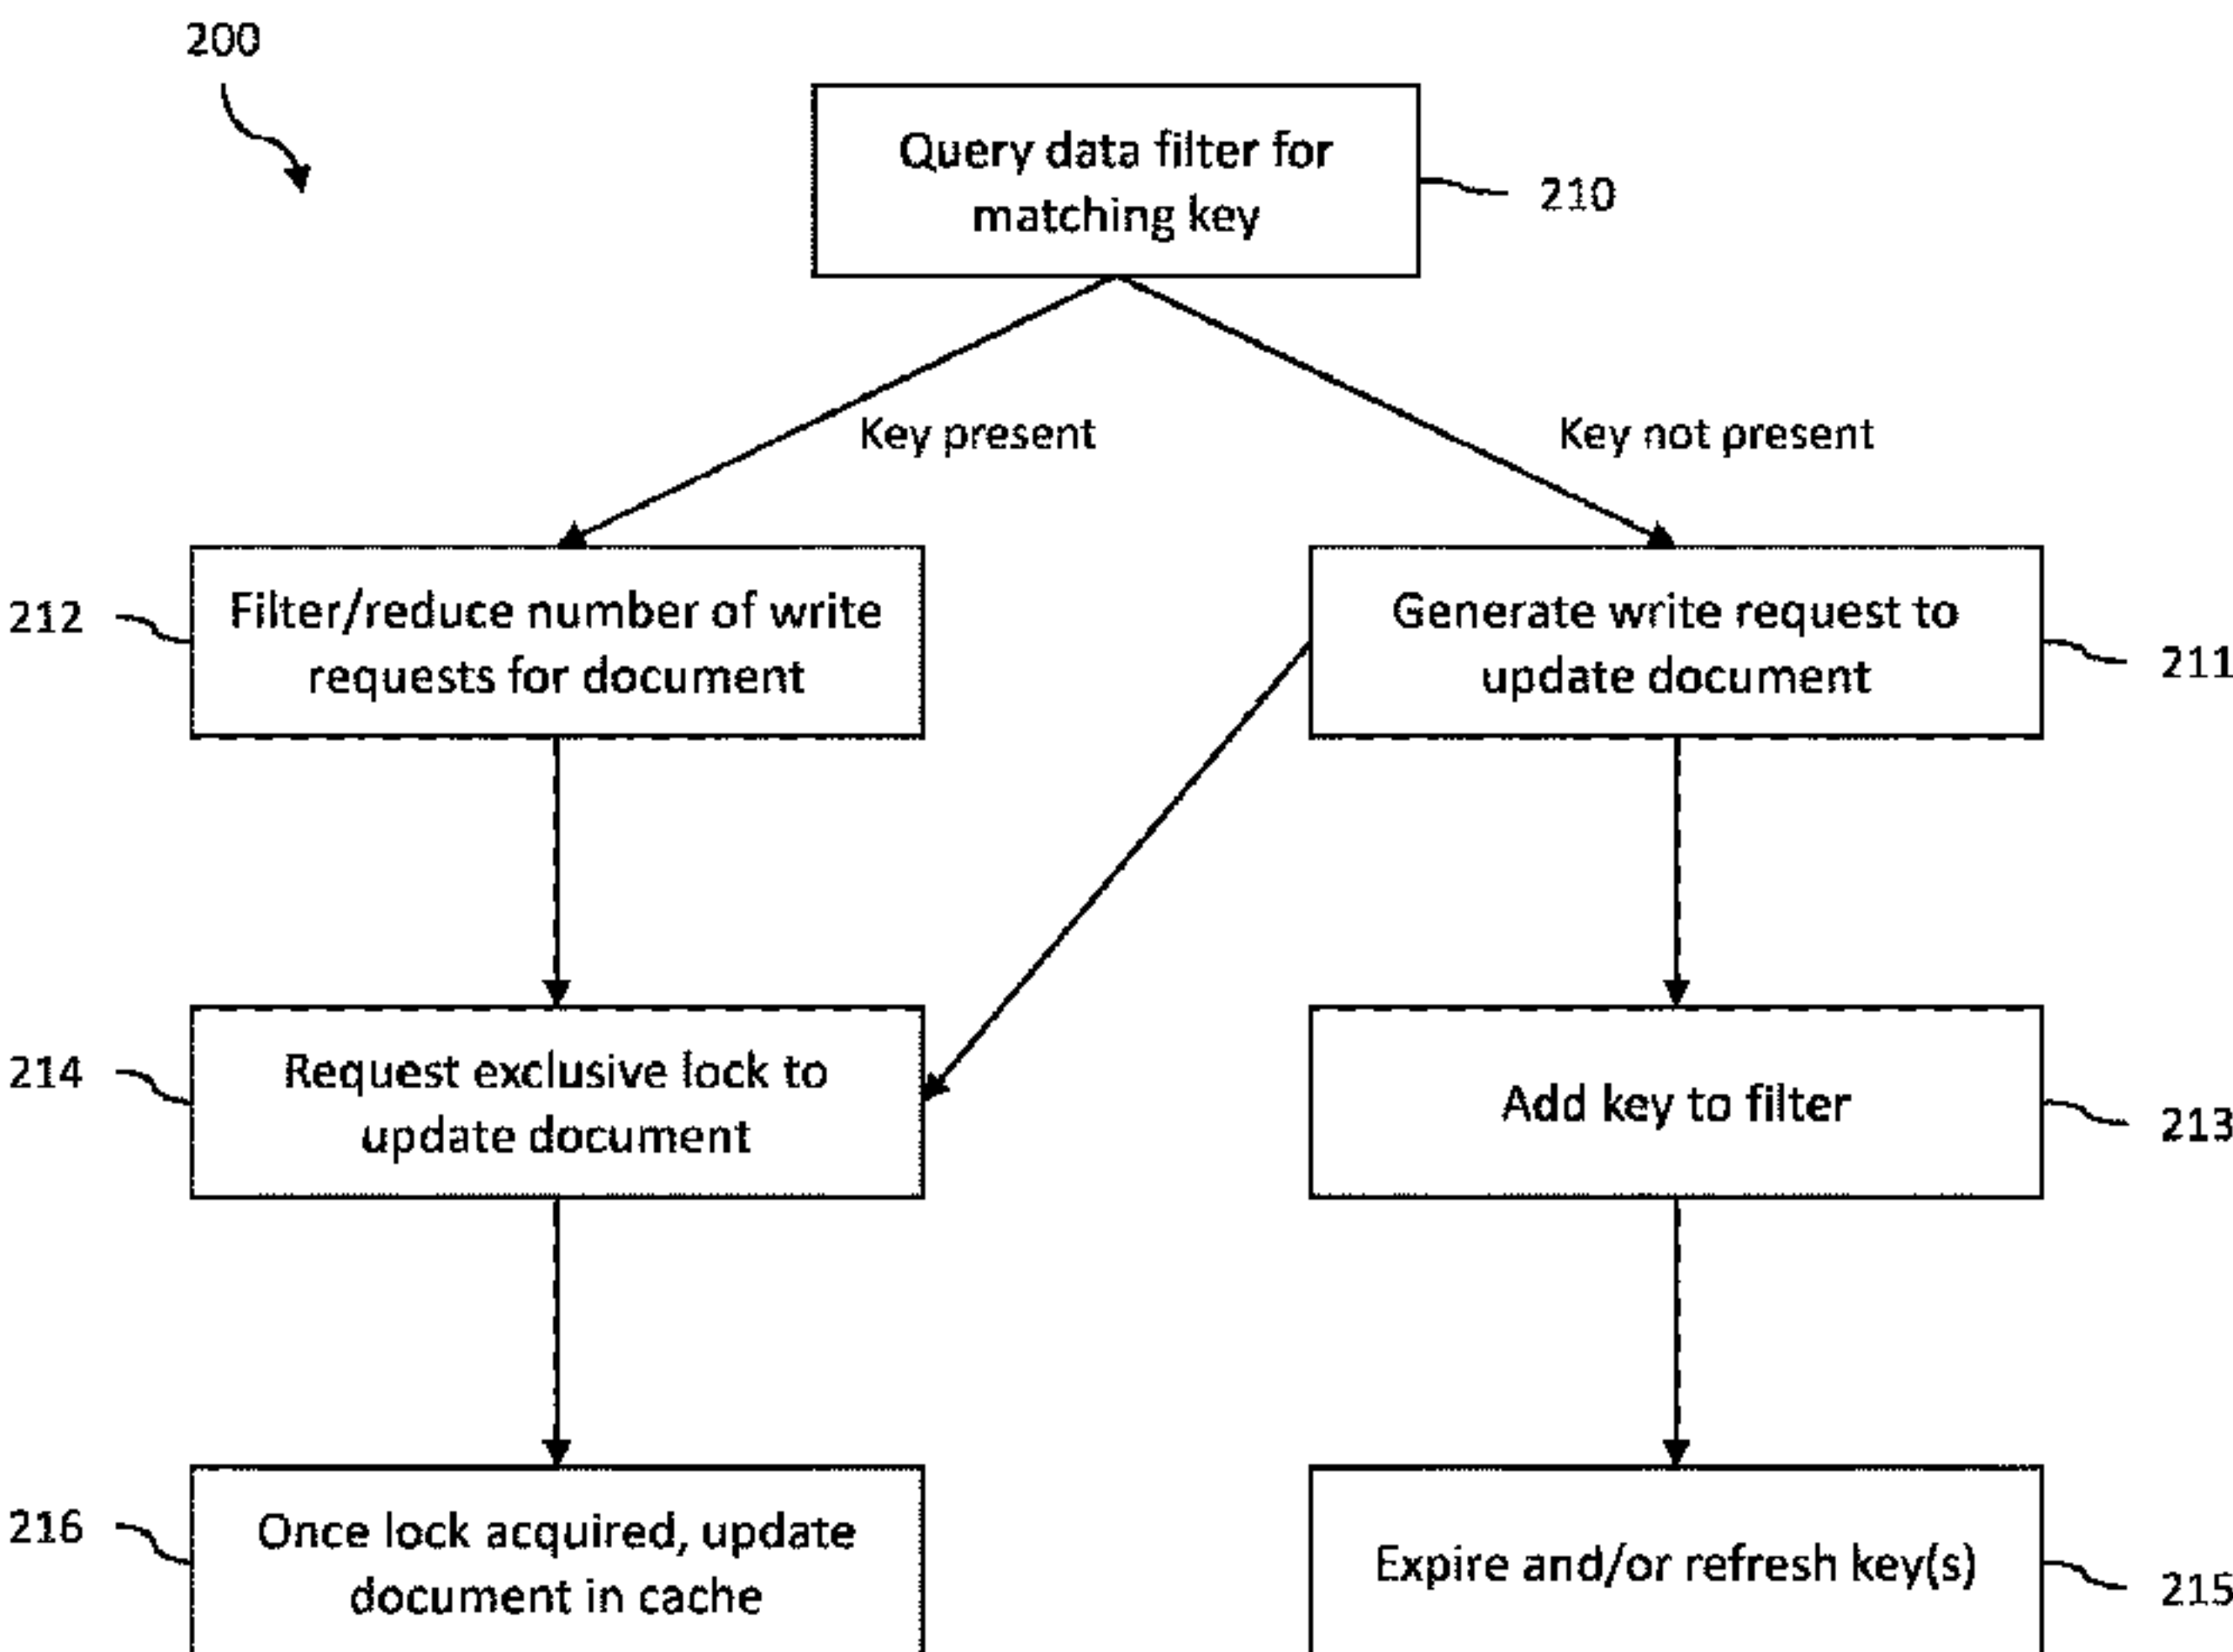 200
Query data filter for
matching key
210
Key present
Key not present
212
Filter/reduce number of write
requests for document
Generate write request to
update document
211
214
Request exclusive lock to
update document
Add key to filter
213
216
Once lock acquired, update
document in cache
Expire and/or refresh key(s)
215